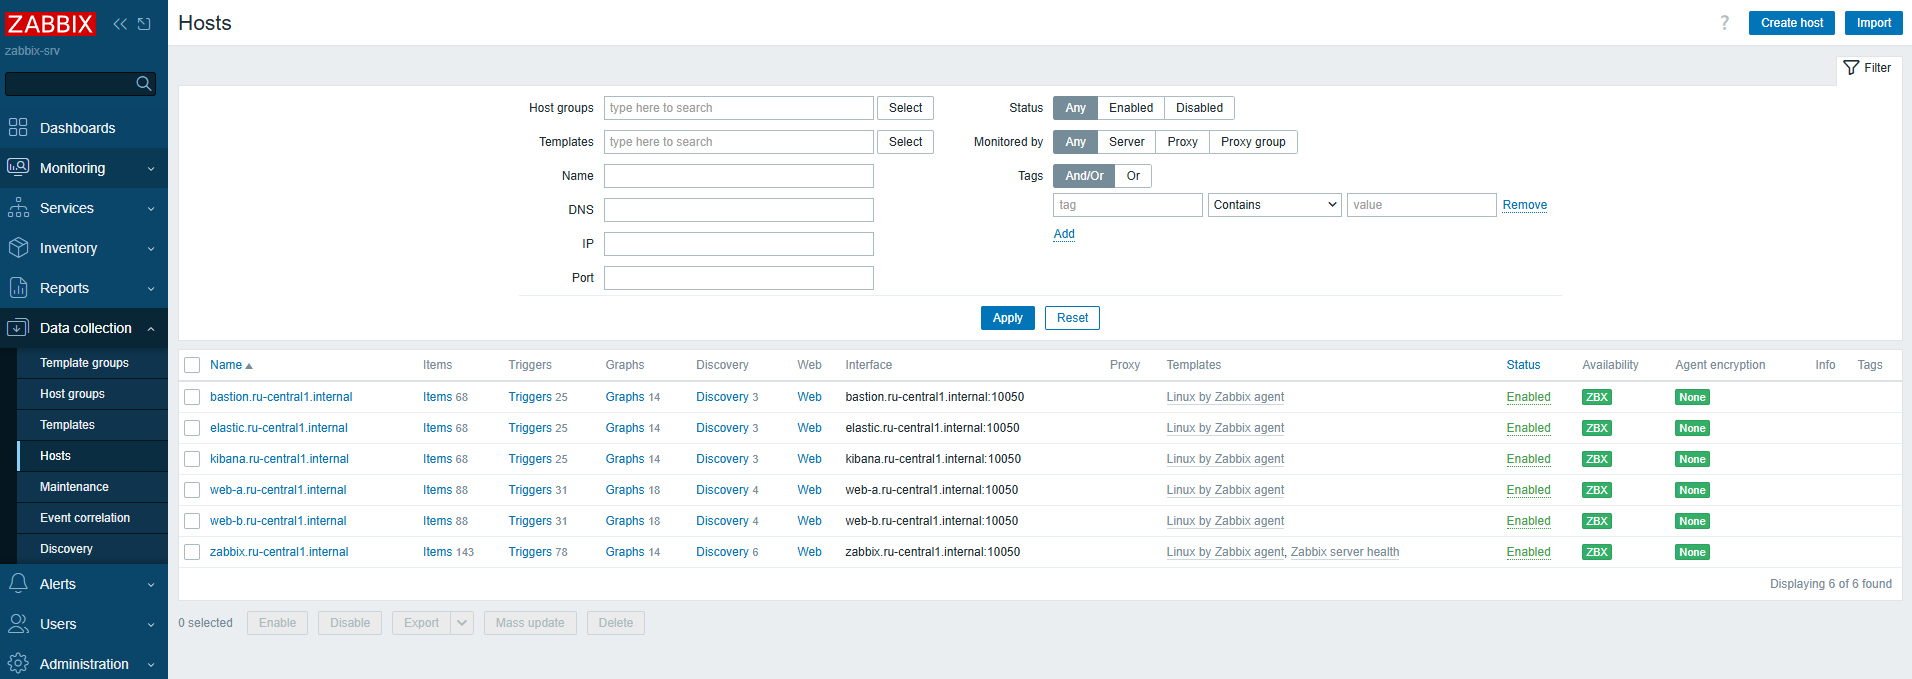 ZABBIX
zabbix-srv
Dashboards
Monitoring
Services
Inventory
Reports
Data collection
Template groups
Host groups
Templates
Hosts
Maintenance
Event correlation
Discovery
Alerts
Users
Administration
Hosts
? Create host Import
Filter
Host groups type here to search Select
Templates type here to search Select
Name
DNS
IP
Port
Status Any Enabled Disabled
Monitored by Any Server Proxy Proxy group
Tags And/Or Or
tag Contains value Remove
Add
Apply Reset
Name Items Triggers Graphs Discovery Web Interface Proxy Templates Status Availability Agent encryption Info Tags
bastion.ru-central1.internal Items 68 Triggers 25 Graphs 14 Discovery 3 Web bastion.ru-central1.internal:10050 Linux by Zabbix agent Enabled ZBX None
elastic.ru-central1.internal Items 68 Triggers 25 Graphs 14 Discovery 3 Web elastic.ru-central1.internal:10050 Linux by Zabbix agent Enabled ZBX None
kibana.ru-central1.internal Items 68 Triggers 25 Graphs 14 Discovery 3 Web kibana.ru-central1.internal:10050 Linux by Zabbix agent Enabled ZBX None
web-a.ru-central1.internal Items 88 Triggers 31 Graphs 18 Discovery 4 Web web-a.ru-central1.internal:10050 Linux by Zabbix agent Enabled ZBX None
web-b.ru-central1.internal Items 88 Triggers 31 Graphs 18 Discovery 4 Web web-b.ru-central1.internal:10050 Linux by Zabbix agent Enabled ZBX None
zabbix.ru-central1.internal Items 143 Triggers 78 Graphs 14 Discovery 6 Web zabbix.ru-central1.internal:10050 Linux by Zabbix agent, Zabbix server health Enabled ZBX None
Displaying 6 of 6 found
0 selected Enable Disable Export Mass update Delete